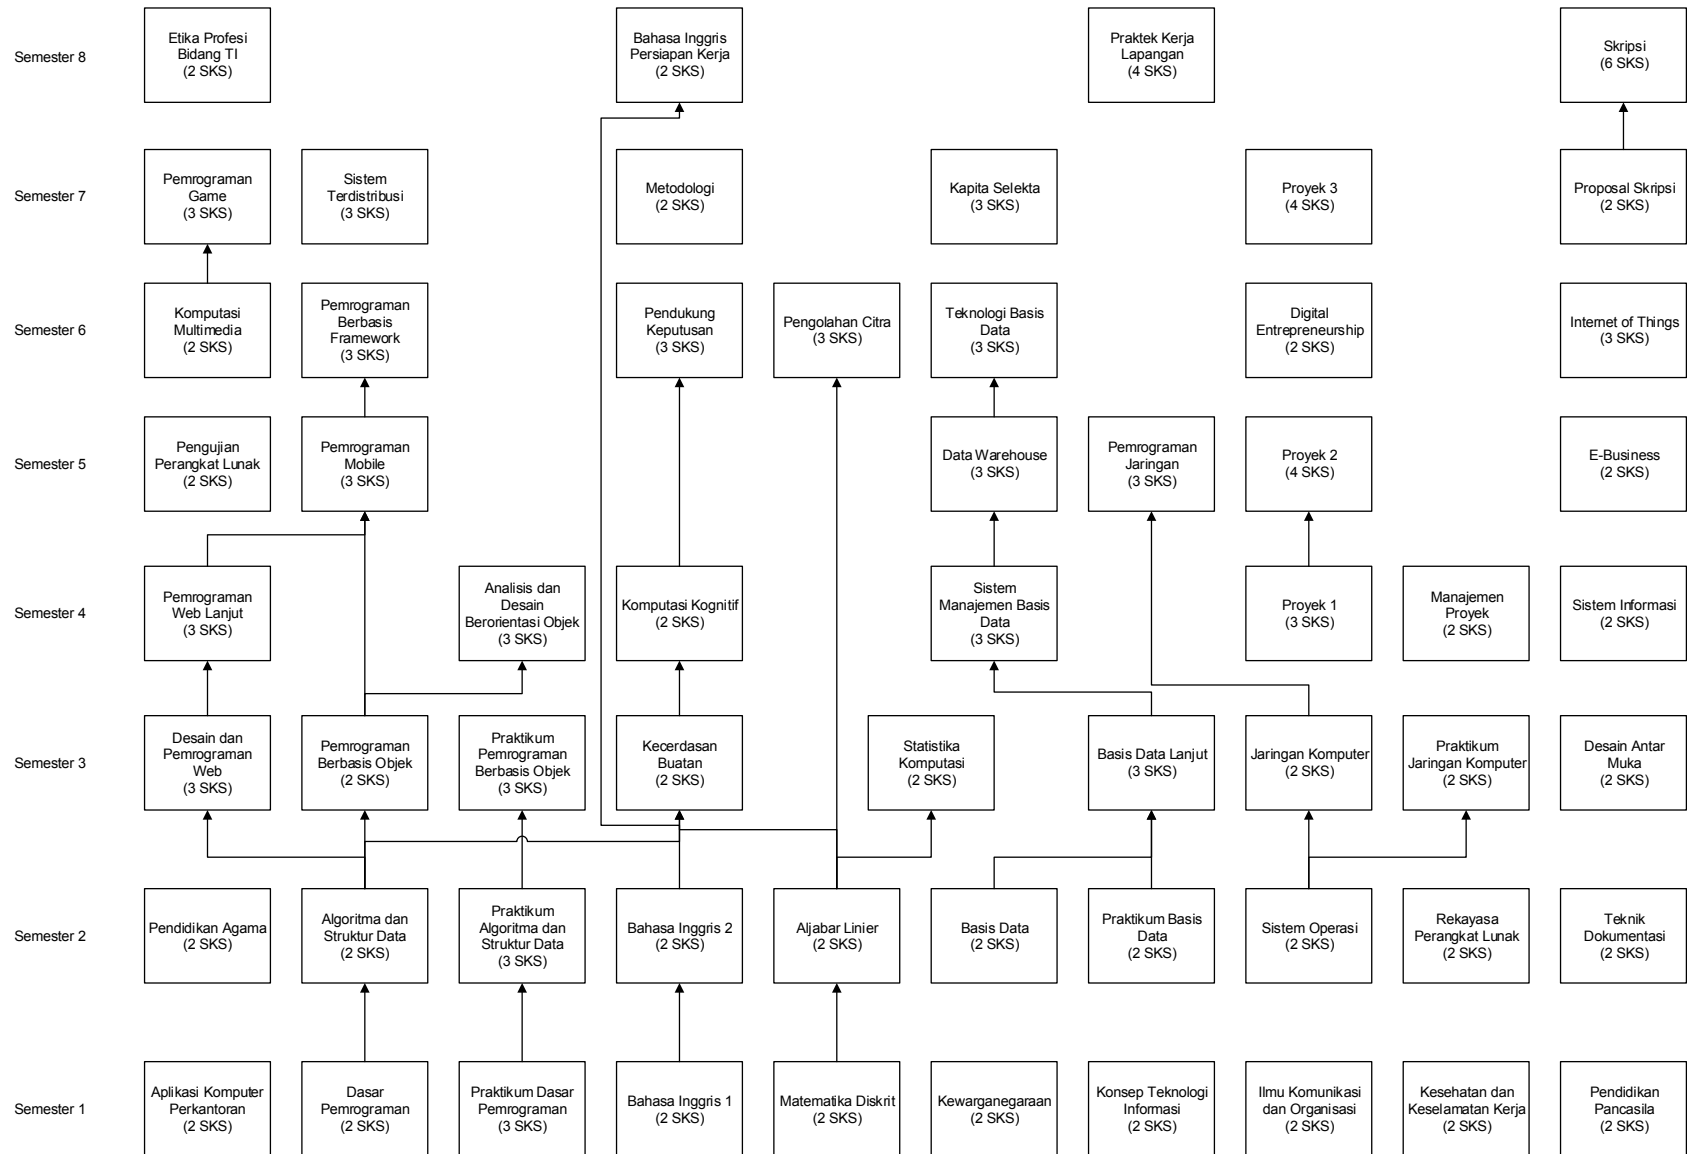 Semester 8
Etika Profesi
Bidang TI
(2 SKS)
Bahasa Inggris
Persiapan Kerja
(2 SKS)
Praktek Kerja
Lapangan
(4 SKS)
Skripsi
(6 SKS)
Semester 7
Pemrograman
Game
(3 SKS)
Sistem
Terdistribusi
(3 SKS)
Metodologi
(2 SKS)
Kapita Selekta
(3 SKS)
Proyek 3
(4 SKS)
Proposal Skripsi
(2 SKS)
Semester 6
Komputasi
Multimedia
(2 SKS)
Pemrograman
Berbasis
Framework
(3 SKS)
Pendukung
Keputusan
(3 SKS)
Pengolahan Citra
(3 SKS)
Teknologi Basis
Data
(3 SKS)
Digital
Entrepreneurship
(2 SKS)
Internet of Things
(3 SKS)
Semester 5
Pengujian
Perangkat Lunak
(2 SKS)
Pemrograman
Mobile
(3 SKS)
Data Warehouse
(3 SKS)
Pemrograman
Jaringan
(3 SKS)
Proyek 2
(4 SKS)
E-Business
(2 SKS)
Semester 4
Pemrograman
Web Lanjut
(3 SKS)
Analisis dan
Desain
Berorientasi Objek
(3 SKS)
Komputasi Kognitif
(2 SKS)
Sistem
Manajemen Basis
Data
(3 SKS)
Proyek 1
(3 SKS)
Manajemen
Proyek
(2 SKS)
Sistem Informasi
(2 SKS)
Semester 3
Desain dan
Pemrograman
Web
(3 SKS)
Pemrograman
Berbasis Objek
(2 SKS)
Praktikum
Pemrograman
Berbasis Objek
(3 SKS)
Kecerdasan
Buatan
(2 SKS)
Statistika
Komputasi
(2 SKS)
Basis Data Lanjut
(3 SKS)
Jaringan Komputer
(2 SKS)
Praktikum
Jaringan Komputer
(2 SKS)
Desain Antar
Muka
(2 SKS)
Semester 2
Pendidikan Agama
(2 SKS)
Algoritma dan
Struktur Data
(2 SKS)
Praktikum
Algoritma dan
Struktur Data
(3 SKS)
Bahasa Inggris 2
(2 SKS)
Aljabar Linier
(2 SKS)
Basis Data
(2 SKS)
Praktikum Basis
Data
(2 SKS)
Sistem Operasi
(2 SKS)
Rekayasa
Perangkat Lunak
(2 SKS)
Teknik
Dokumentasi
(2 SKS)
Semester 1
Aplikasi Komputer
Perkantoran
(2 SKS)
Dasar
Pemrograman
(2 SKS)
Praktikum Dasar
Pemrograman
(3 SKS)
Bahasa Inggris 1
(2 SKS)
Matematika Diskrit
(2 SKS)
Kewarganegaraan
(2 SKS)
Konsep Teknologi
Informasi
(2 SKS)
Ilmu Komunikasi
dan Organisasi
(2 SKS)
Kesehatan dan
Keselamatan Kerja
(2 SKS)
Pendidikan
Pancasila
(2 SKS)